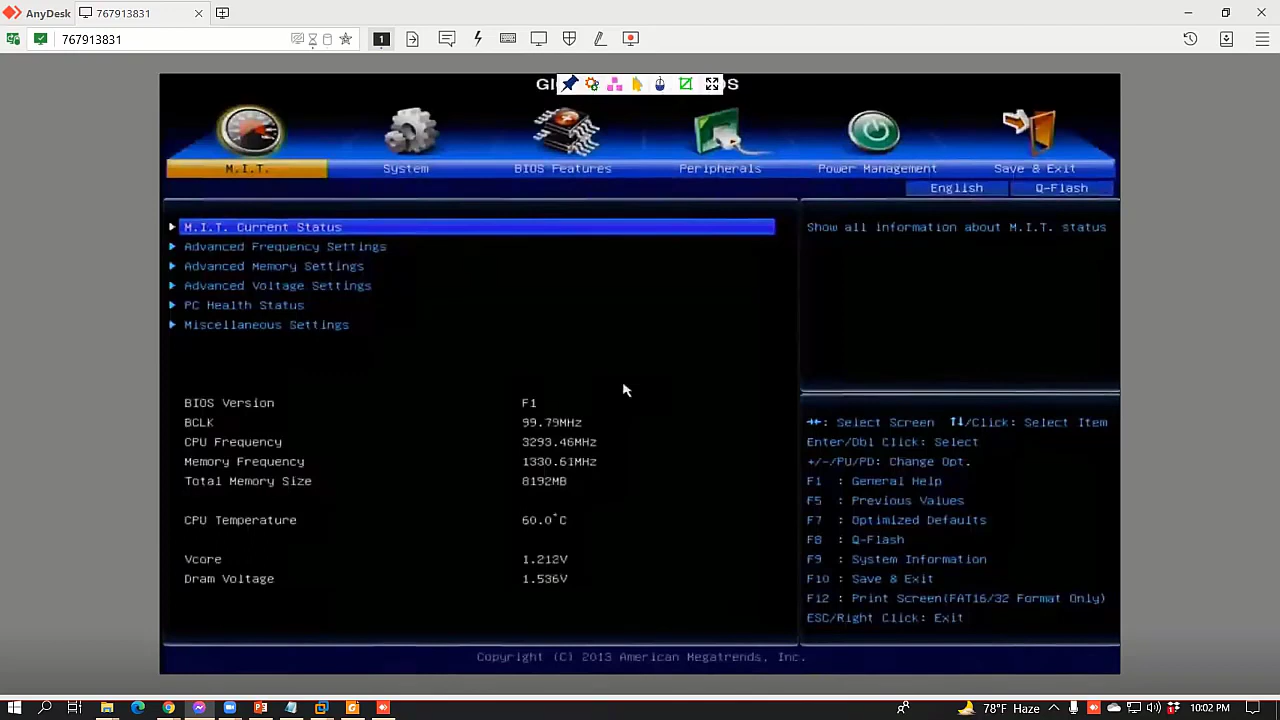 AnyDesk
767913831
767913831
1
M.I.T.
System
BIOS Features
Peripherals
Power Management
Save & Exit
English
Q-Flash
M.I.T. Current Status
Advanced Frequency Settings
Advanced Memory Settings
Advanced Voltage Settings
PC Health Status
Miscellaneous Settings
BIOS Version F1
BCLK 99.79MHz
CPU Frequency 3293.46MHz
Memory Frequency 1330.61MHz
Total Memory Size 8192MB
CPU Temperature 60.0°C
Vcore 1.212V
Dram Voltage 1.536V
Show all information about M.I.T. status
→←: Select Screen ↑↓/Click: Select Item
Enter/Dbl Click: Select
+/-/PU/PD: Change Opt.
F1 : General Help
F5 : Previous Values
F7 : Optimized Defaults
F8 : Q-Flash
F9 : System Information
F10 : Save & Exit
F12 : Print Screen(FAT16/32 Format Only)
ESC/Right Click: Exit
Copyright (C) 2013 American Megatrends, Inc.
78°F Haze
10:02 PM